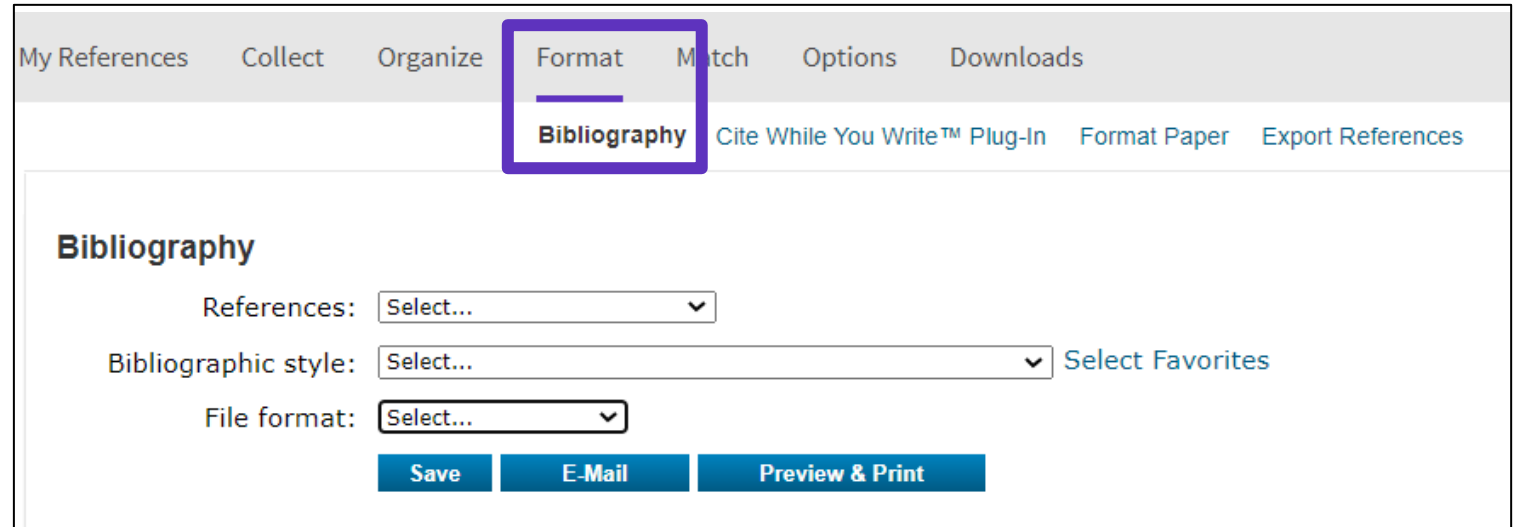 My References Collect Organize Format Match Options Downloads
Bibliography Cite While You Write™ Plug-In Format Paper Export References
Bibliography
References: Select...
Bibliographic style: Select... Select Favorites
File format: Select...
Save E-Mail Preview & Print